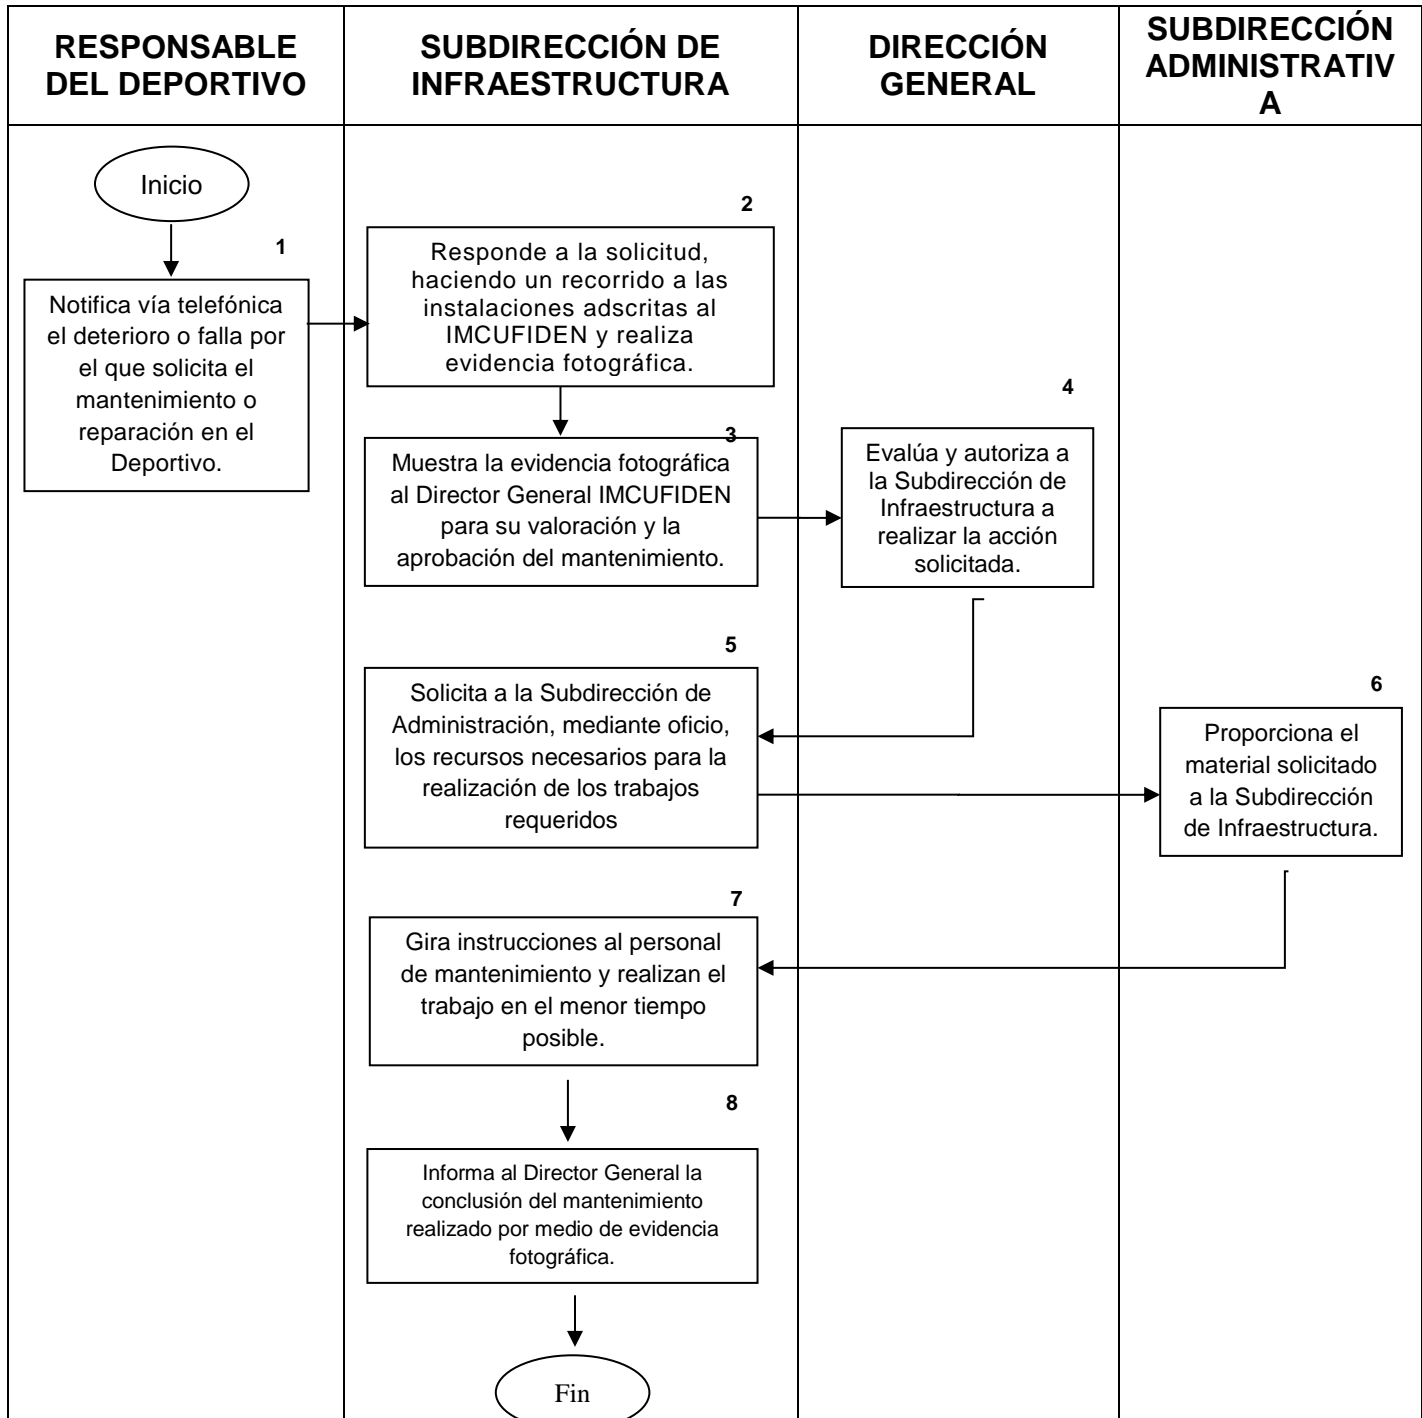 RESPONSABLE
DEL DEPORTIVO
SUBDIRECCIÓN DE
INFRAESTRUCTURA
DIRECCIÓN
GENERAL
SUBDIRECCIÓN
ADMINISTRATIV
A
Inicio
1
Notifica vía telefónica
el deterioro o falla por
el que solicita el
mantenimiento o
reparación en el
Deportivo.
2
Responde a la solicitud,
haciendo un recorrido a las
instalaciones adscritas al
IMCUFIDEN y realiza
evidencia fotográfica.
3
Muestra la evidencia fotográfica
al Director General IMCUFIDEN
para su valoración y la
aprobación del mantenimiento.
4
Evalúa y autoriza a
la Subdirección de
Infraestructura a
realizar la acción
solicitada.
5
Solicita a la Subdirección de
Administración, mediante oficio,
los recursos necesarios para la
realización de los trabajos
requeridos
6
Proporciona el
material solicitado
a la Subdirección
de Infraestructura.
7
Gira instrucciones al personal
de mantenimiento y realizan el
trabajo en el menor tiempo
posible.
8
Informa al Director General la
conclusión del mantenimiento
realizado por medio de evidencia
fotográfica.
Fin